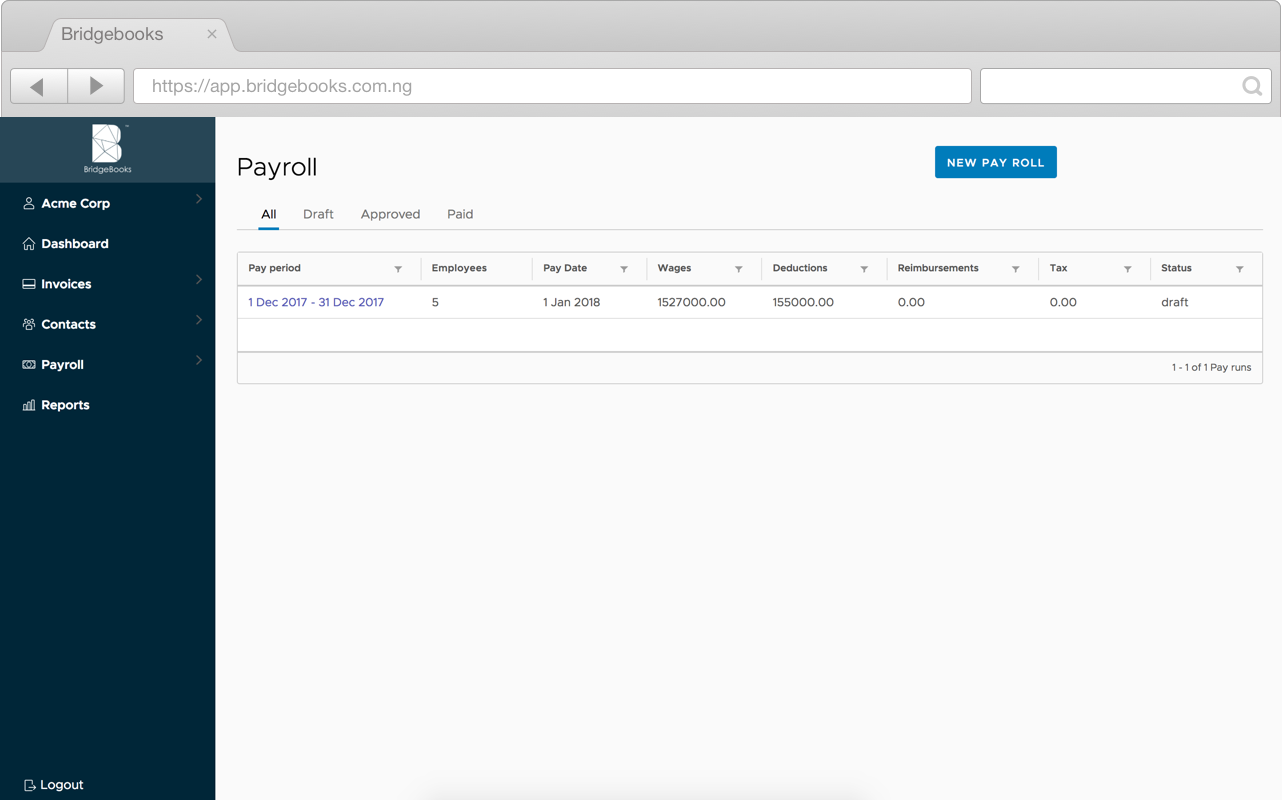 Bridgebooks
https://app.bridgebooks.com.ng
BridgeBooks
Acme Corp
Dashboard
Invoices
Contacts
Payroll
Reports
Logout
Payroll
NEW PAY ROLL
All Draft Approved Paid
Pay period Employees Pay Date Wages Deductions Reimbursements Tax Status
1 Dec 2017 - 31 Dec 2017 5 1 Jan 2018 1527000.00 155000.00 0.00 0.00 draft
1 - 1 of 1 Pay runs